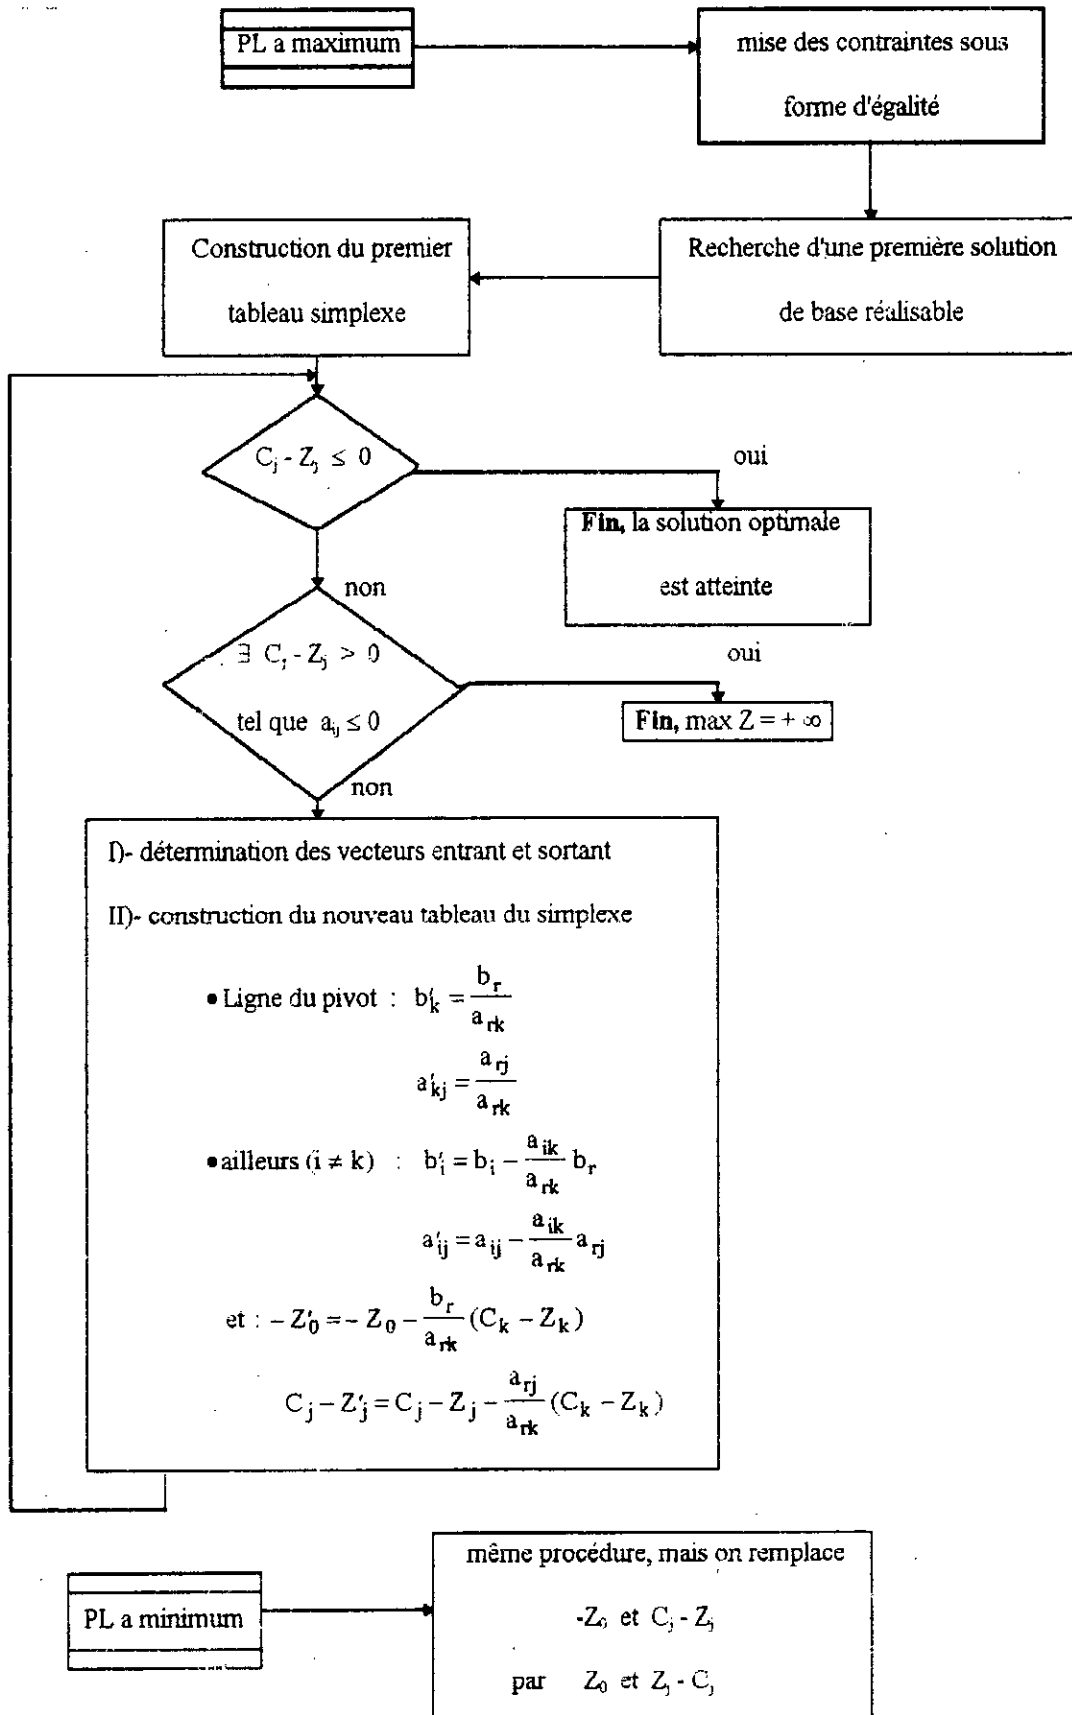 PL a maximum
mise des contraintes sous
forme d'égalité
Recherche d'une première solution
de base réalisable
Construction du premier
tableau simplexe
C_j - Z_j ≤ 0
oui
Fin, la solution optimale
est atteinte
non
∃ C_j - Z_j > 0
tel que a_ij ≤ 0
oui
Fin, max Z = + ∞
non
I)- détermination des vecteurs entrant et sortant
II)- construction du nouveau tableau du simplexe
• Ligne du pivot : b'_k = b_r / a_rk
a'_kj = a_rj / a_rk
• ailleurs (i ≠ k) : b'_i = b_i - a_ik / a_rk b_r
a'_ij = a_ij - a_ik / a_rk a_rj
et : - Z'_0 = - Z_0 - b_r / a_rk (C_k - Z_k)
C_j - Z'_j = C_j - Z_j - a_rj / a_rk (C_k - Z_k)
PL a minimum
même procédure, mais on remplace
-Z_0 et C_j - Z_j
par Z_0 et Z_j - C_j